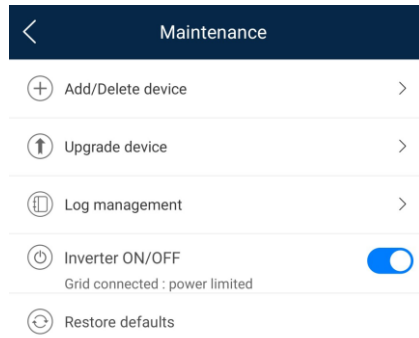 Maintenance
Add/Delete device
Upgrade device
Log management
Inverter ON/OFF
Grid connected : power limited
Restore defaults